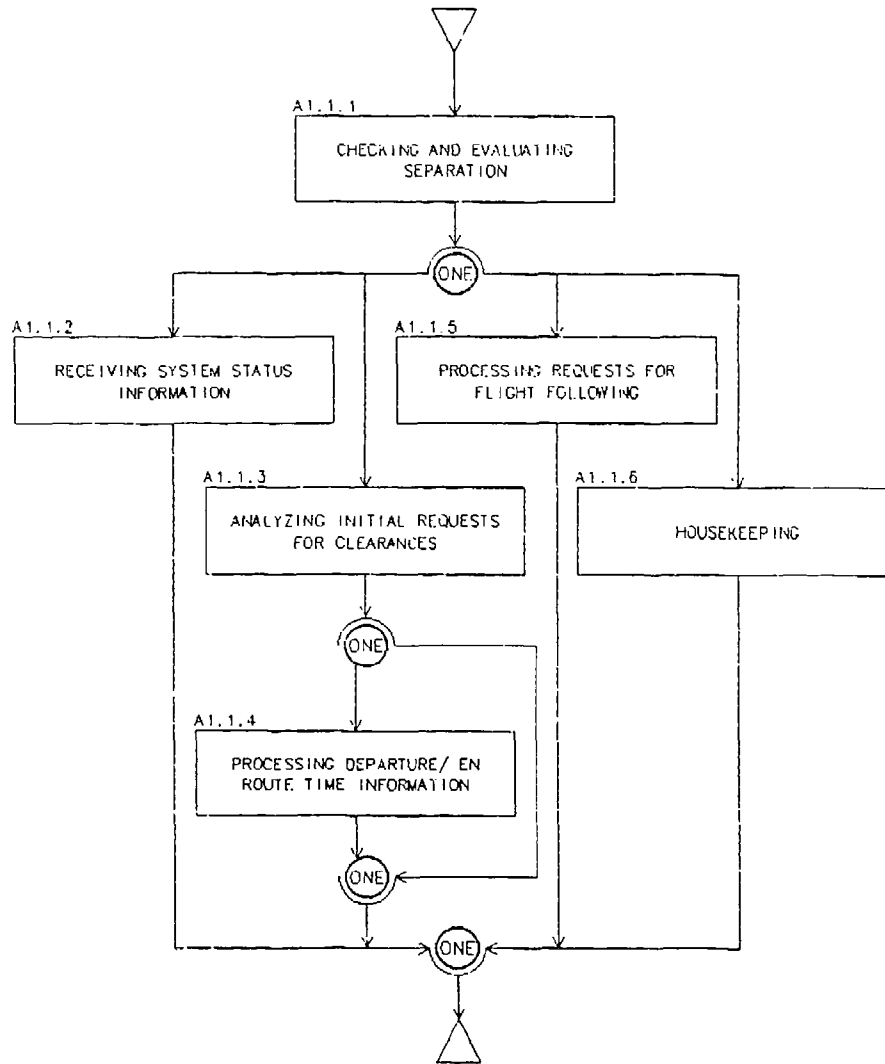 A1.1.1
CHECKING AND EVALUATING
SEPARATION
ONE
A1.1.2
RECEIVING SYSTEM STATUS
INFORMATION
A1.1.5
PROCESSING REQUESTS FOR
FLIGHT FOLLOWING
A1.1.3
ANALYZING INITIAL REQUESTS
FOR CLEARANCES
A1.1.6
HOUSEKEEPING
ONE
A1.1.4
PROCESSING DEPARTURE/ EN
ROUTE TIME INFORMATION
ONE
ONE